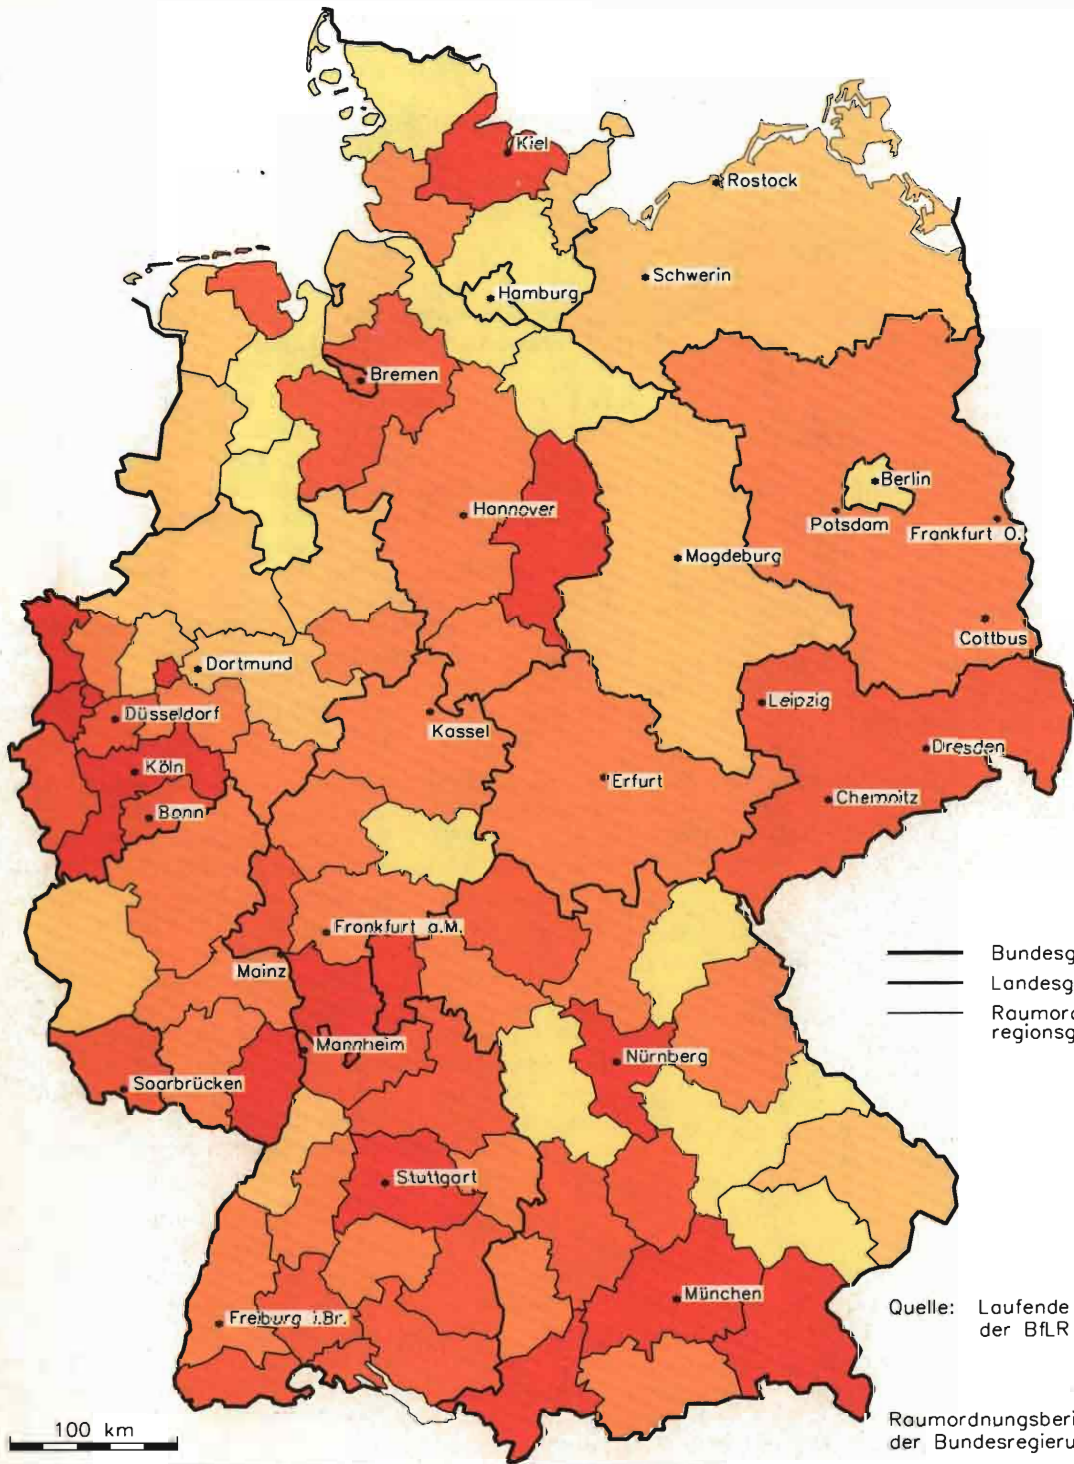 Kiel
Rostock
Schwerin
Hamburg
Bremen
Berlin
Hannover
Potsdam
Frankfurt O.
Magdeburg
Cottbus
Dortmund
Leipzig
Düsseldorf
Kassel
Dresden
Köln
Erfurt
Chemnitz
Bonn
Frankfurt a.M.
Bundesg
Mainz
Landesg
Raumord
regionsg
Mannheim
Nürnberg
Saarbrücken
Stuttgart
München
Quelle: Laufende
der BfLR
Freiburg i.Br.
Raumordnungsberi
der Bundesregieru
100 km